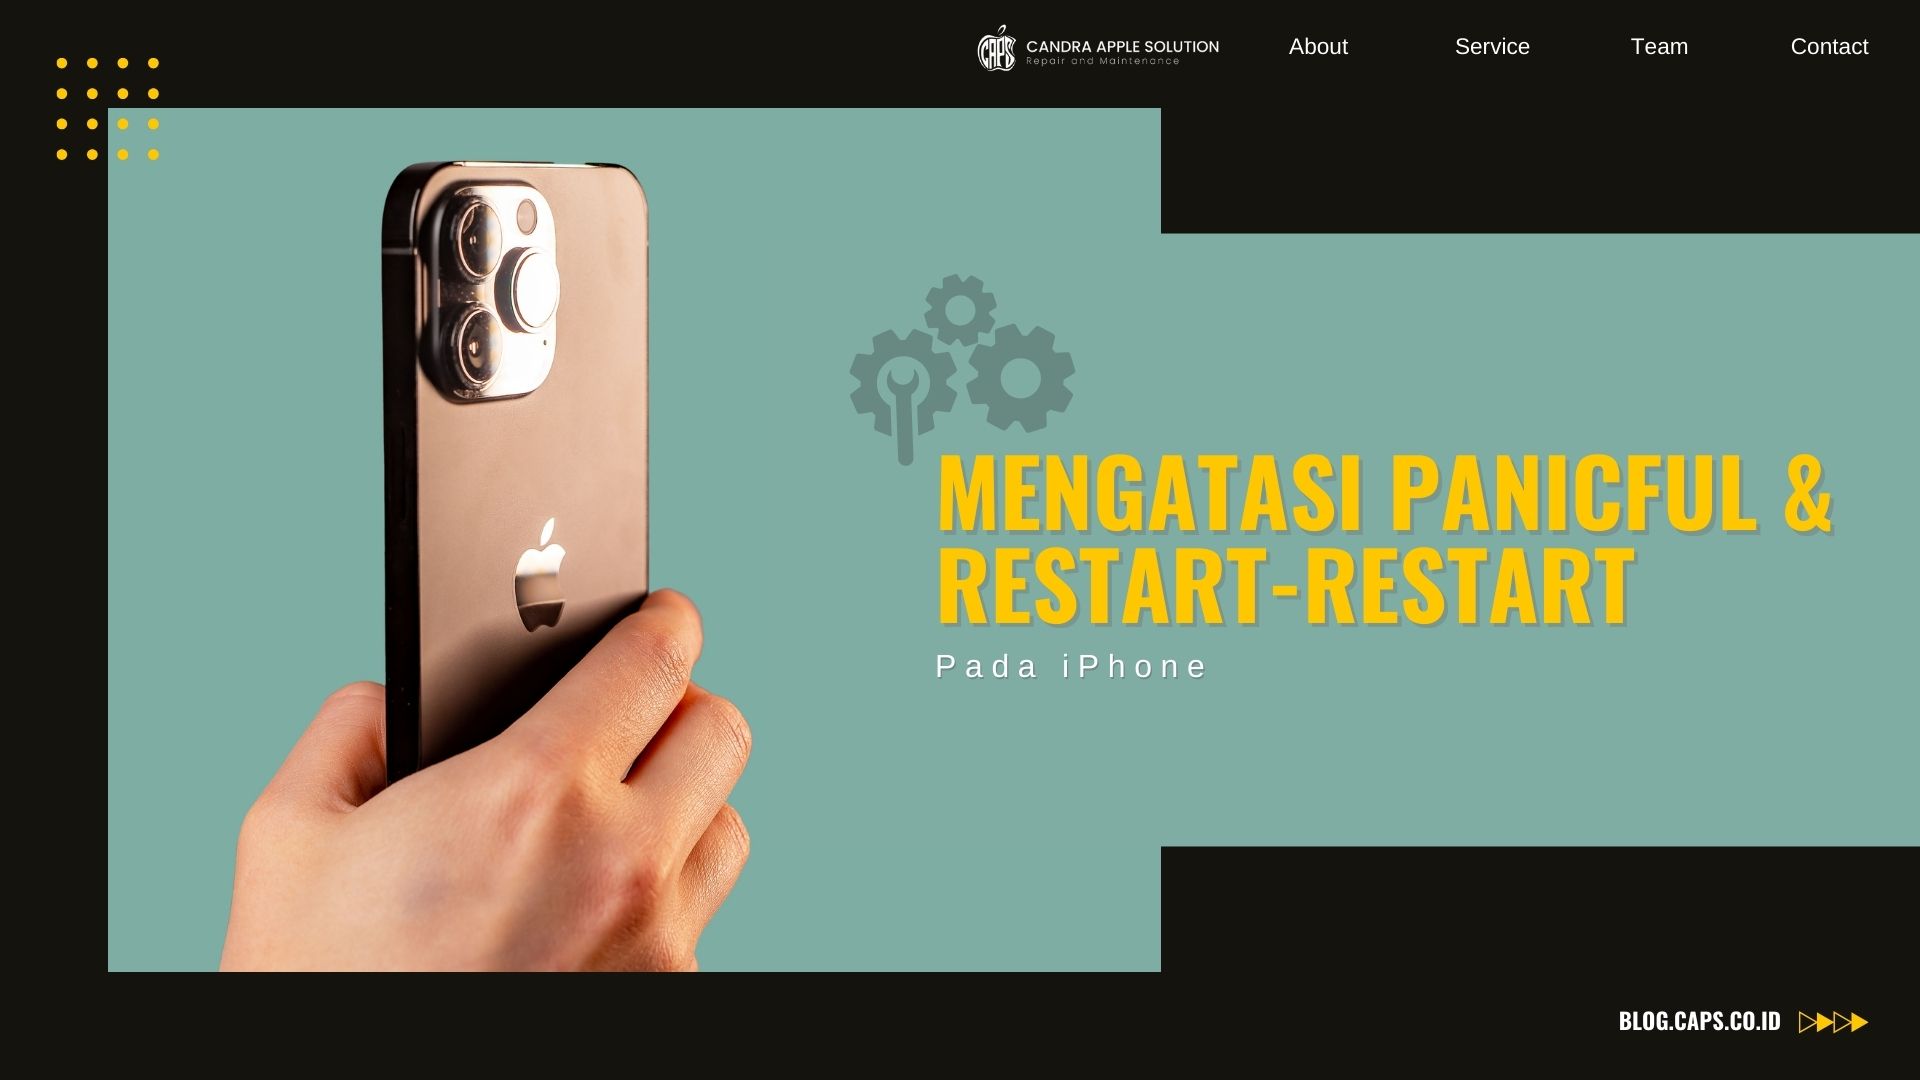 CAPS
CANDRA APPLE SOLUTION
Repair and Maintenance
About
Service
Team
Contact
MENGATASI PANICFUL &
RESTART-RESTART
Pada iPhone
BLOG.CAPS.CO.ID